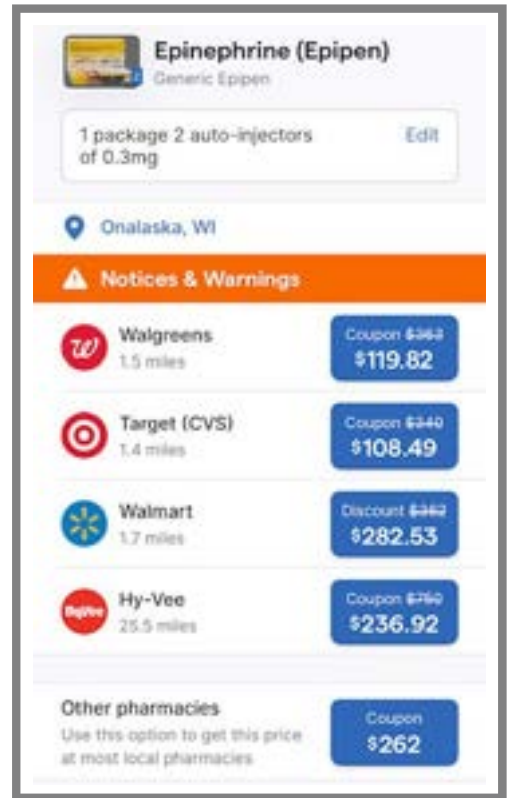 Epinephrine (Epipen)
Generic Epipen
1 package 2 auto-injectors
of 0.3mg
Edit
Onalaska, WI
Notices & Warnings
Walgreens
1.5 miles
Coupon $363
$119.82
Target (CVS)
1.4 miles
Coupon $340
$108.49
Walmart
1.7 miles
Discount $362
$282.53
HyVee
Hy-Vee
25.5 miles
Coupon $750
$236.92
Other pharmacies
Use this option to get this price
at most local pharmacies
Coupon
$262